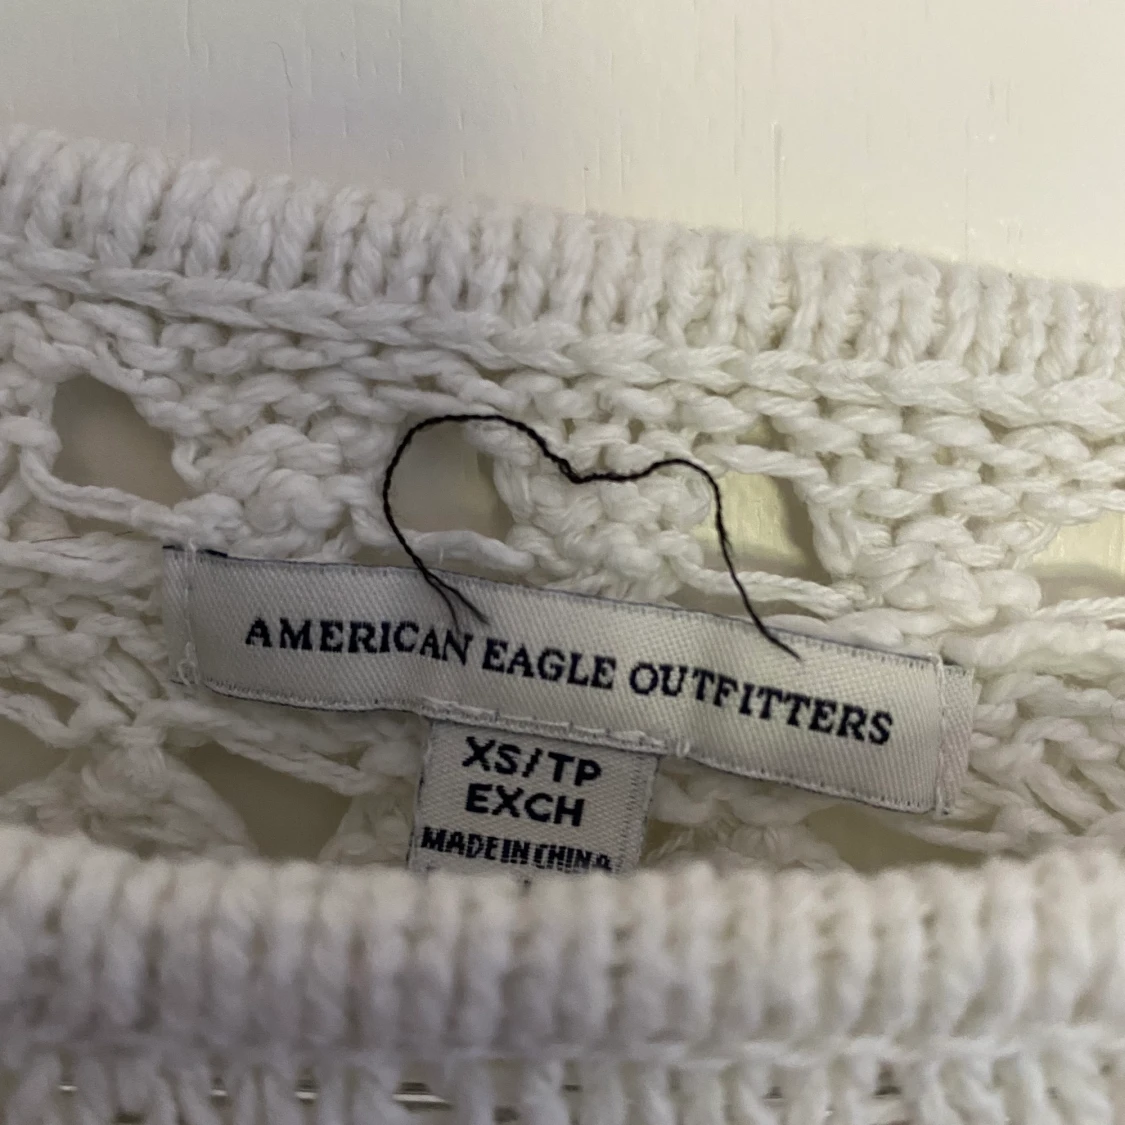 AMERICAN EAGLE OUTFITTERS
XS/TP
EXCH
MADE IN CHINA